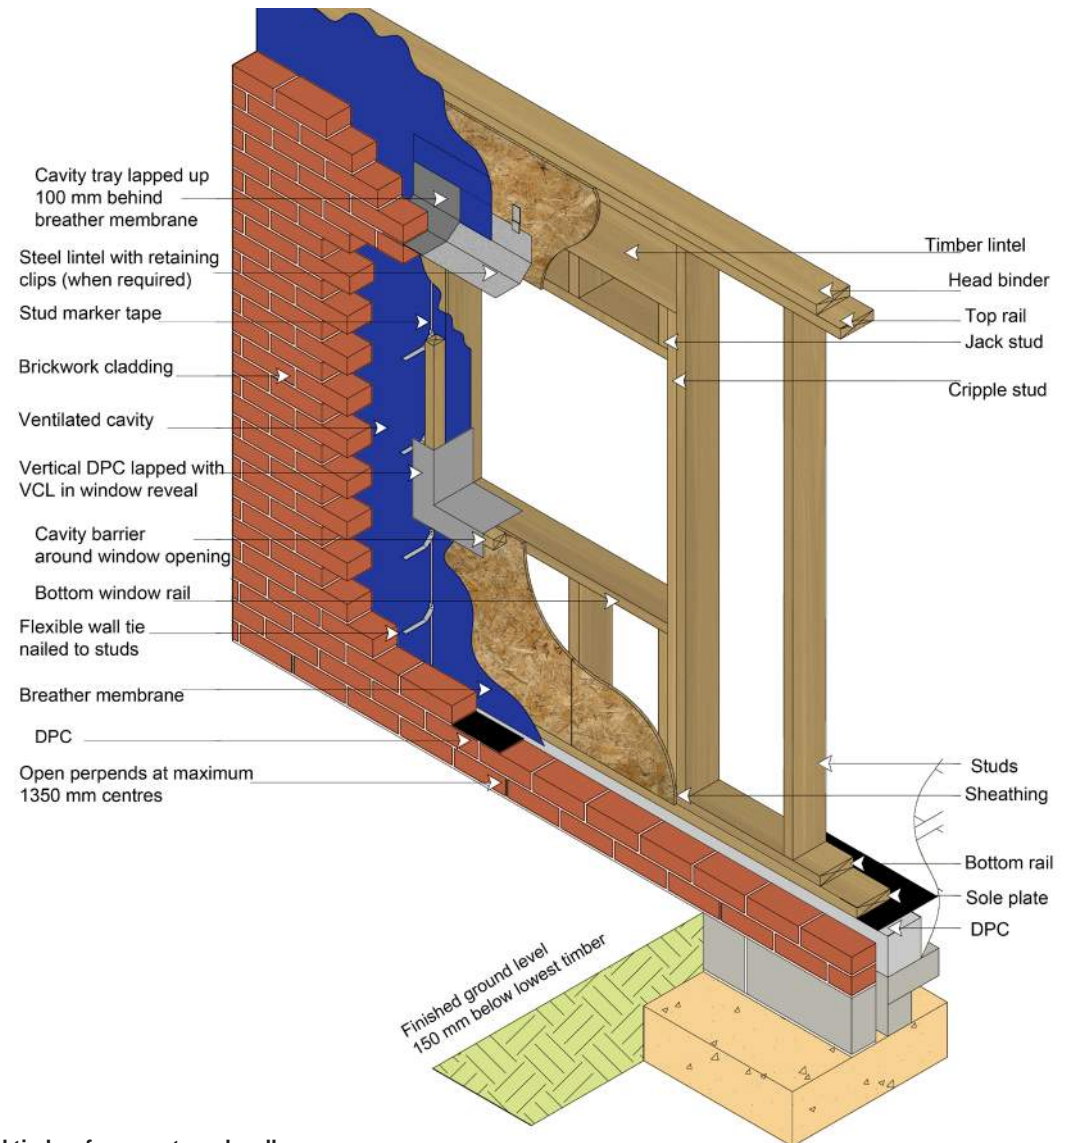 Cavity tray lapped up
100 mm behind
breather membrane
Steel lintel with retaining
clips (when required)
Stud marker tape
Brickwork cladding
Ventilated cavity
Vertical DPC lapped with
VCL in window reveal
Cavity barrier
around window opening
Bottom window rail
Flexible wall tie
nailed to studs
Breather membrane
DPC
Open perpends at maximum
1350 mm centres
Timber lintel
Head binder
Top rail
Jack stud
Cripple stud
Studs
Sheathing
Bottom rail
Sole plate
DPC
Finished ground level
150 mm below lowest timber